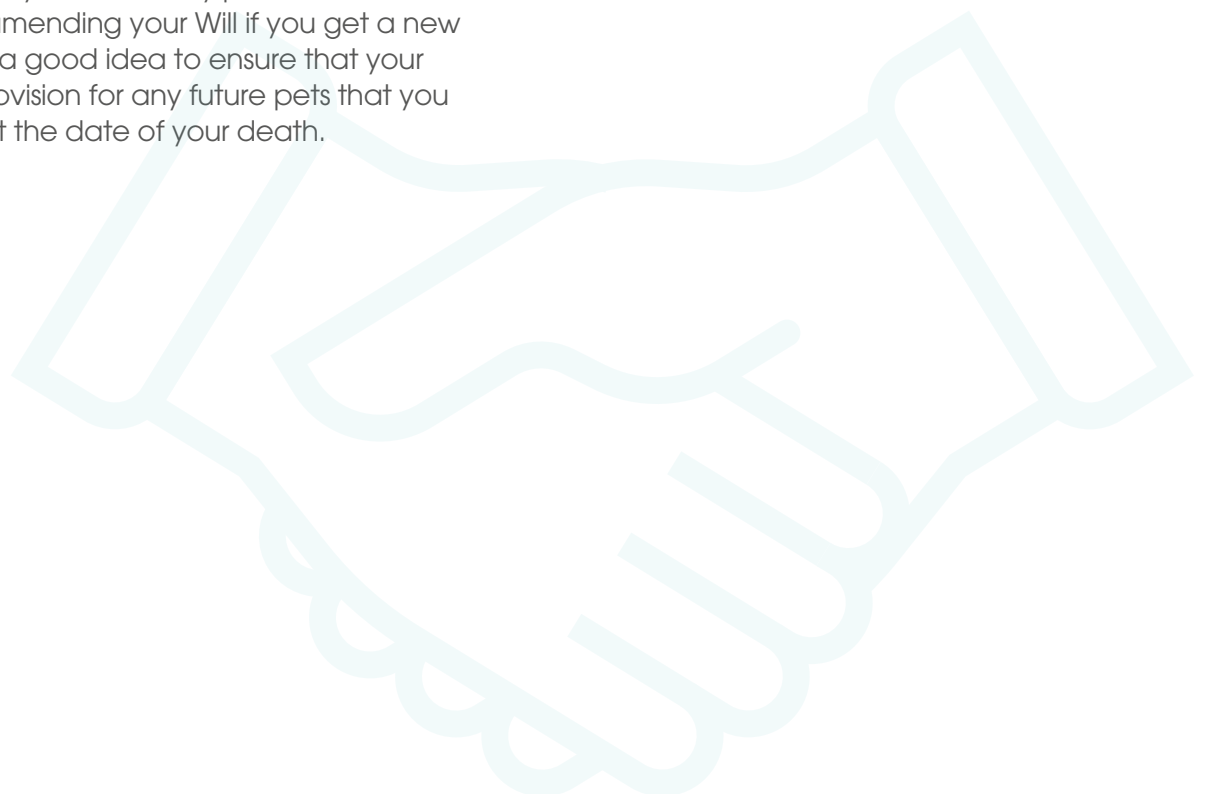 mending your Will if you get a new
a good idea to ensure that your
ovision for any future pets that you
t the date of your death.